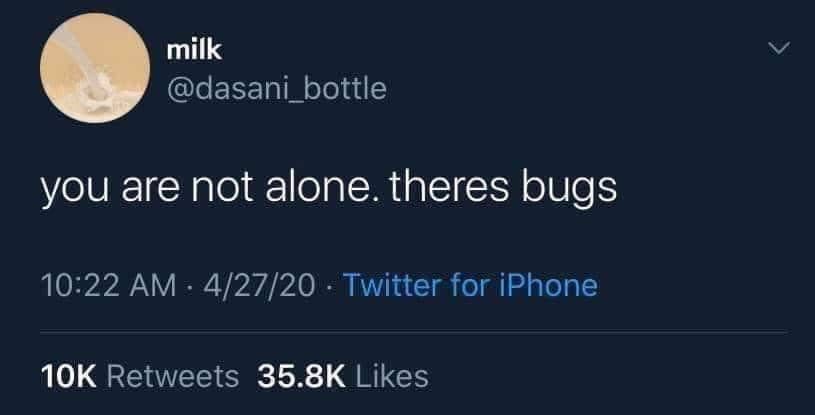 milk
@dasani_bottle
you are not alone. theres bugs
10:22 AM · 4/27/20 · Twitter for iPhone
10K Retweets 35.8K Likes